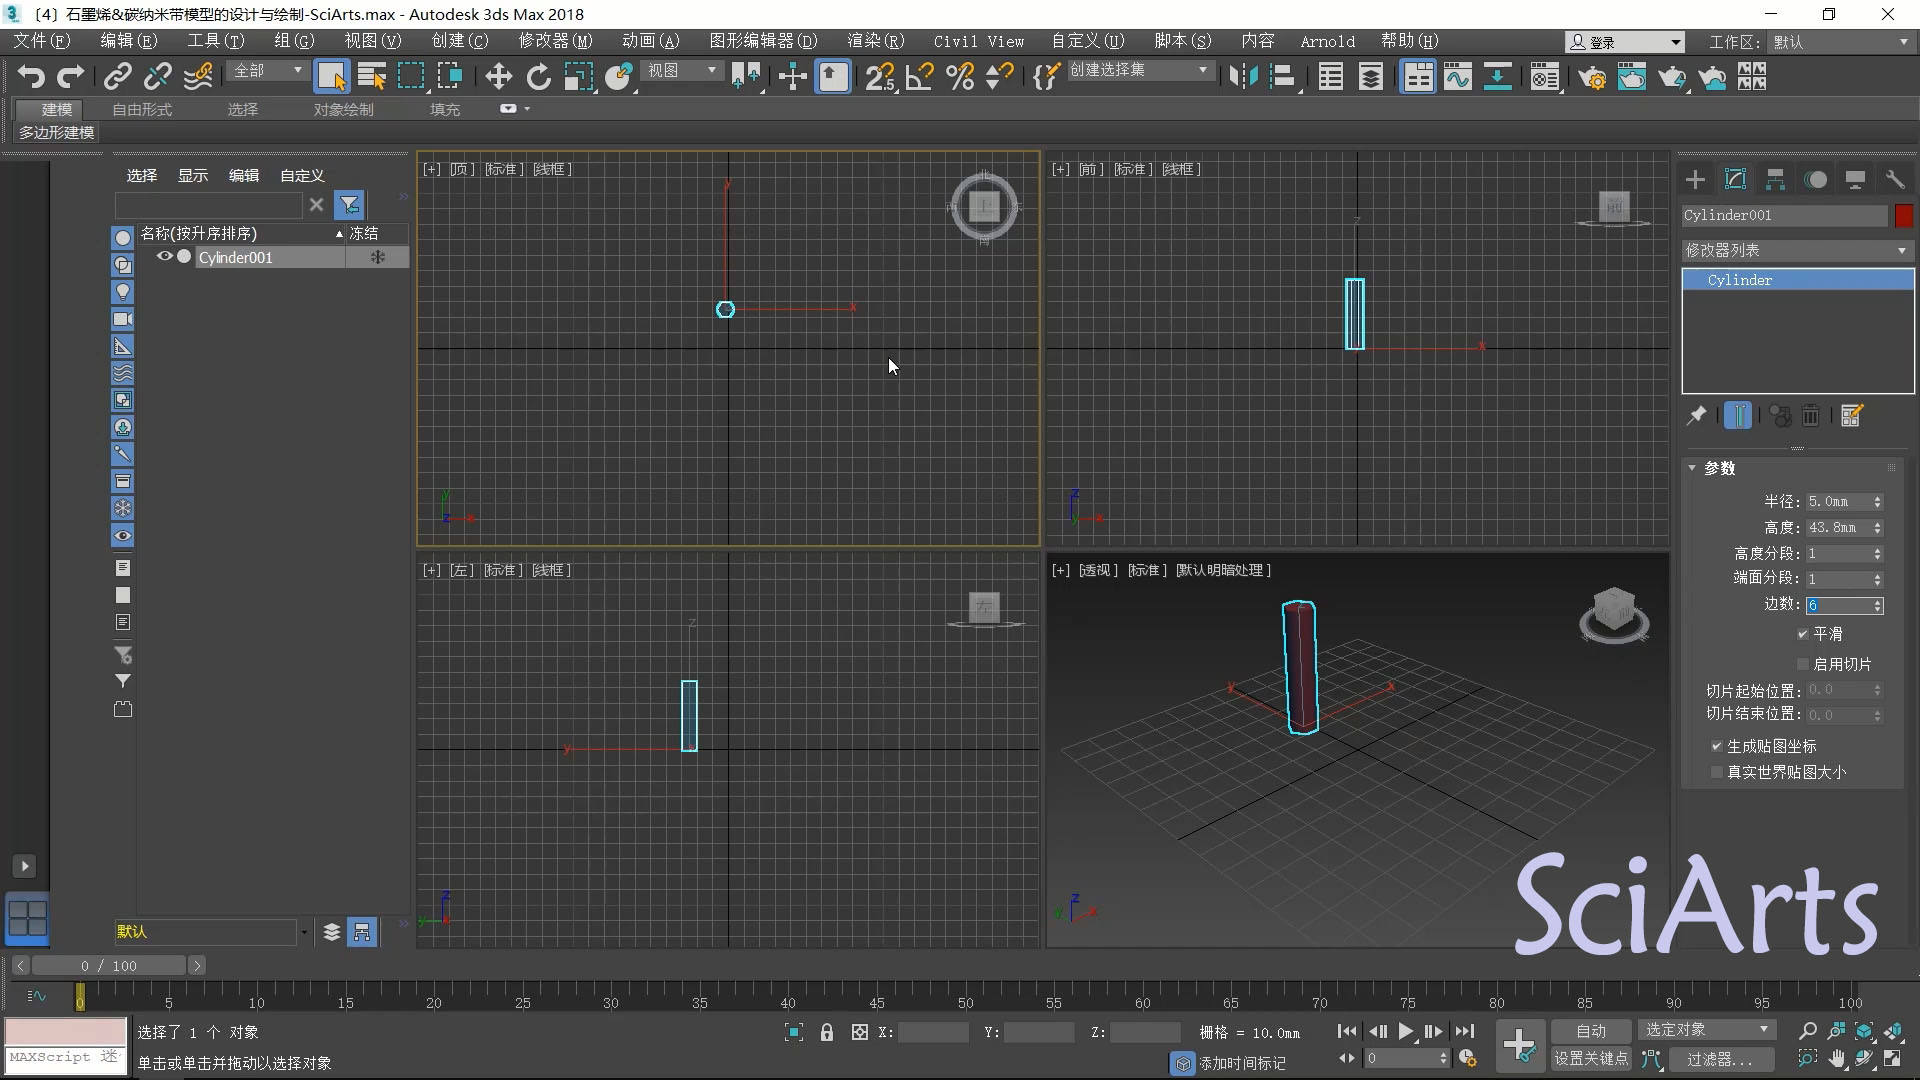 ［4］石墨烯&碳纳米带模型的设计与绘制-SciArts.max - Autodesk 3ds Max 2018
文件(F) 编辑(E) 工具(T) 组(G) 视图(V) 创建(C) 修改器(M) 动画(A) 图形编辑器(D) 渲染(R) Civil View 自定义(U) 脚本(S) 内容 Arnold 帮助(H) 登录 工作区: 默认
全部 视图 创建选择集
建模 自由形式 选择 对象绘制 填充
多边形建模
选择 显示 编辑 自定义
名称(按升序排序) 冻结
Cylinder001
默认
[+] [顶] [标准] [线框]
[+] [前] [标准] [线框]
[+] [左] [标准] [线框]
[+] [透视] [标准] [默认明暗处理]
Cylinder001
修改器列表
Cylinder
参数
半径: 5.0mm
高度: 43.8mm
高度分段: 1
端面分段: 1
边数: 6
平滑
启用切片
切片起始位置: 0.0
切片结束位置: 0.0
生成贴图坐标
真实世界贴图大小
SciArts
0 / 100
0 5 10 15 20 25 30 35 40 45 50 55 60 65 70 75 80 85 90 95 100
选择了 1 个 对象 X: Y: Z: 栅格 = 10.0mm 自动 选定对象
MAXScript 迷 单击或单击并拖动以选择对象 添加时间标记 0 设置关键点 过滤器...